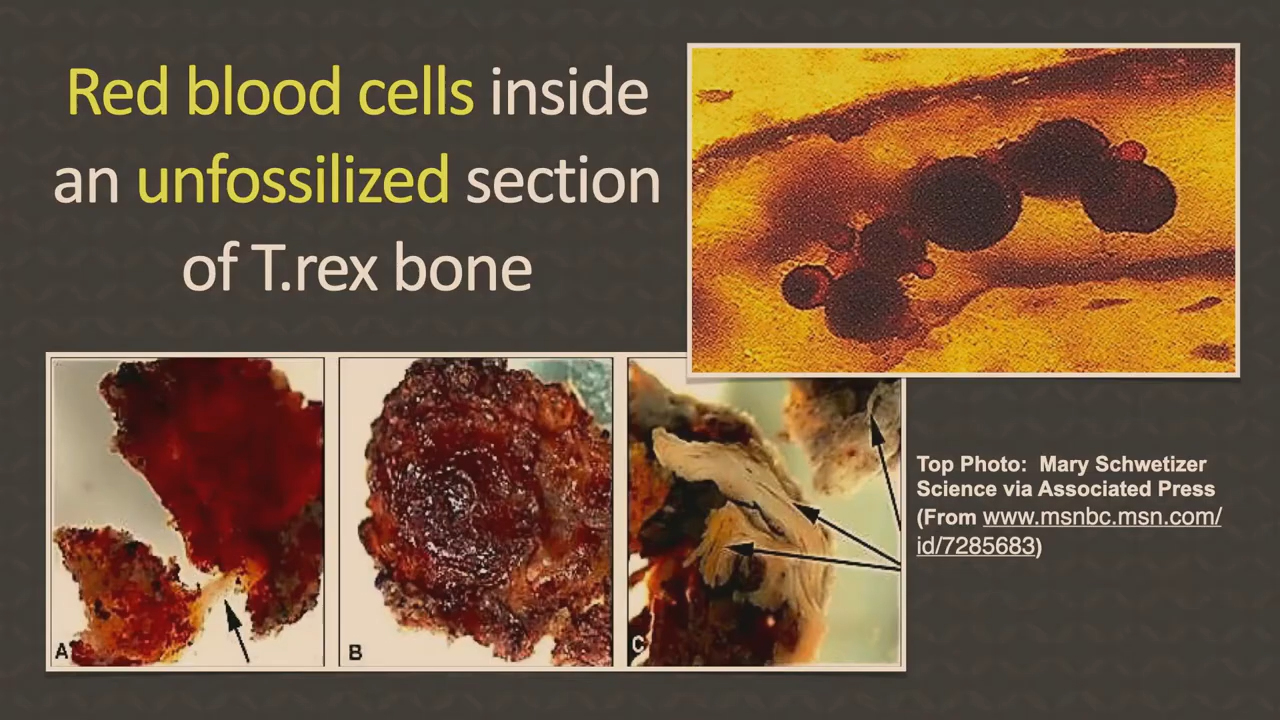 Red blood cells inside
an unfossilized section
of T.rex bone
A
B
C
Top Photo:  Mary Schwetizer
Science via Associated Press
(From www.msnbc.msn.com/
id/7285683)